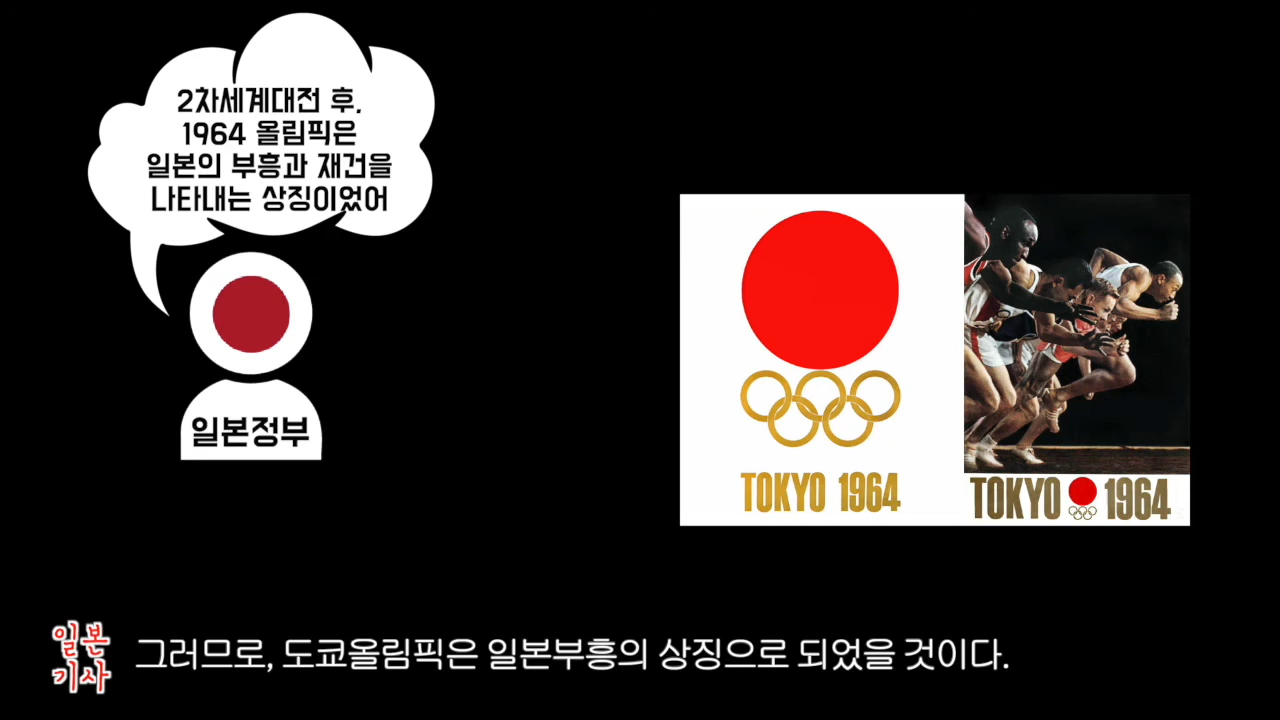 2차세계대전 후,
1964 올림픽은
일본의 부흥과 재건을
나타내는 상징이었어
일본정부
TOKYO 1964
TOKYO 1964
일본
기사
그러므로, 도쿄올림픽은 일본부흥의 상징으로 되었을 것이다.